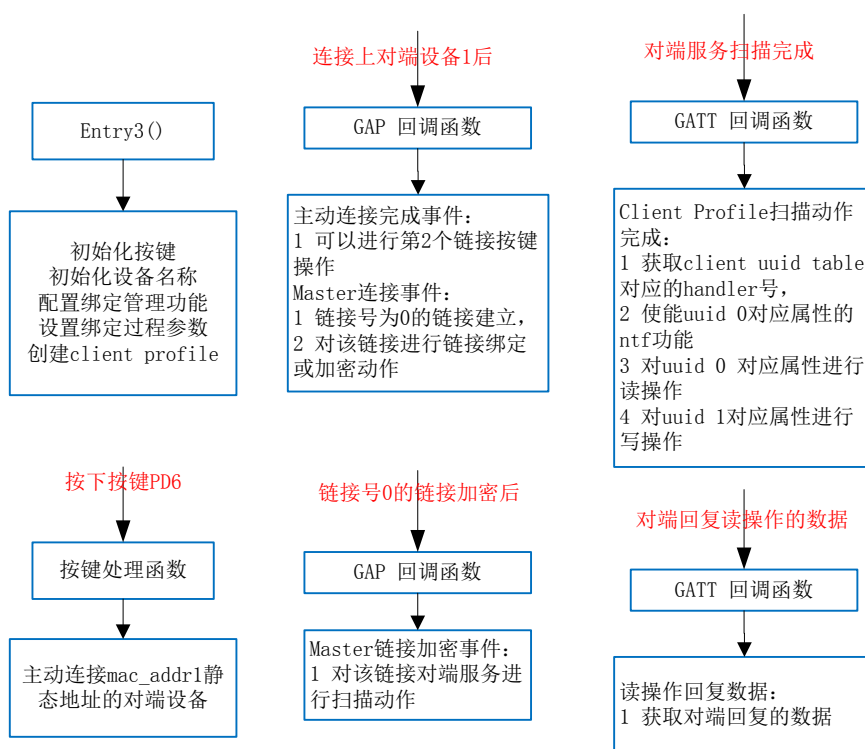 Entry3()
初始化按键
初始化设备名称
配置绑定管理功能
设置绑定过程参数
创建client profile
按下按键PD6
按键处理函数
主动连接mac_addr1静
态地址的对端设备
连接上对端设备1后
GAP 回调函数
主动连接完成事件:
1 可以进行第2个链接按键
操作
Master连接事件:
1 链接号为0的链接建立，
2 对该链接进行链接绑定
或加密动作
链接号0的链接加密后
GAP 回调函数
Master链接加密事件:
1 对该链接对端服务进
行扫描动作
对端服务扫描完成
GATT 回调函数
Client Profile扫描动作
完成:
1 获取client uuid table
对应的handler号,
2 使能uuid 0对应属性的
ntf功能
3 对uuid 0 对应属性进行
读操作
4 对uuid 1对应属性进行
写操作
对端回复读操作的数据
GATT 回调函数
读操作回复数据:
1 获取对端回复的数据